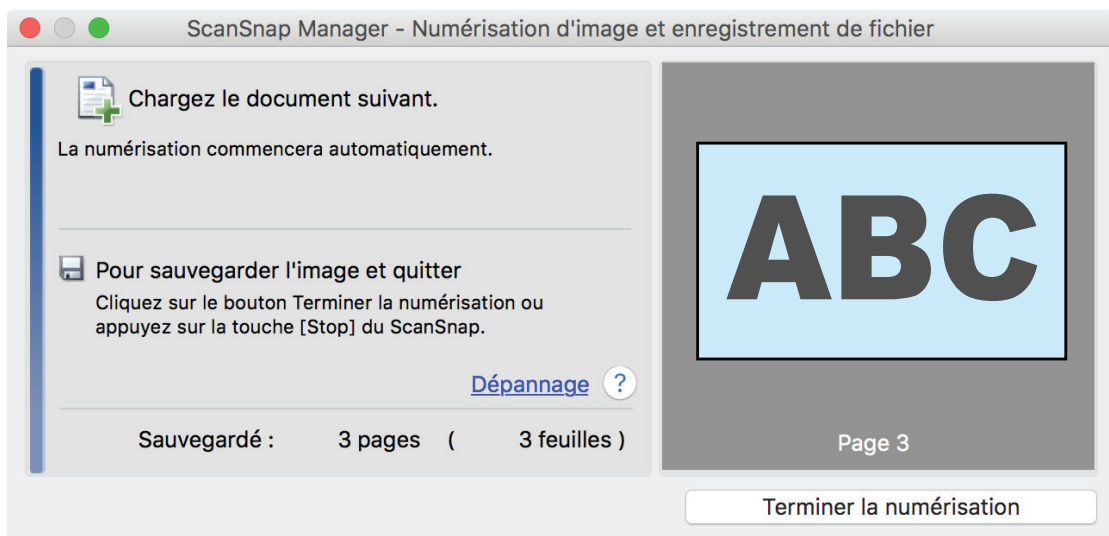 ScanSnap Manager - Numérisation d'image et enregistrement de fichier
Chargez le document suivant.
La numérisation commencera automatiquement.
Pour sauvegarder l'image et quitter
Cliquez sur le bouton Terminer la numérisation ou
appuyez sur la touche [Stop] du ScanSnap.
Dépannage ?
Sauvegardé : 3 pages ( 3 feuilles )
ABC
Page 3
Terminer la numérisation